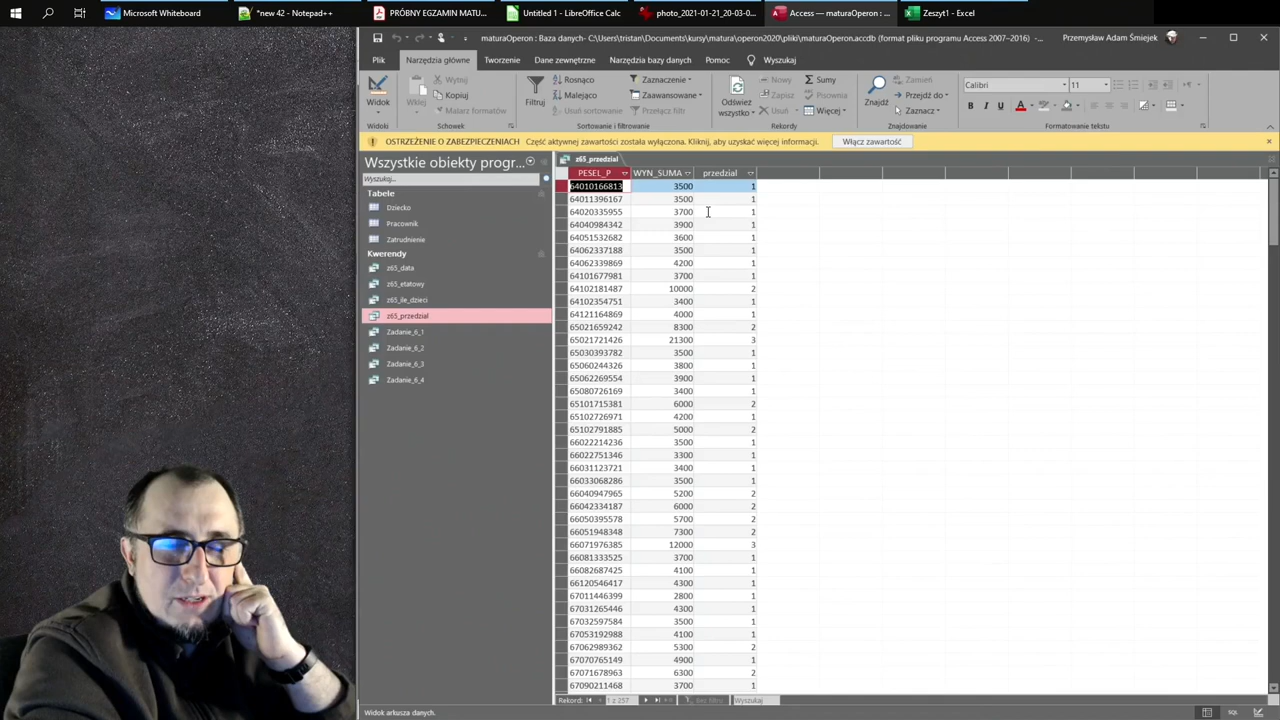 Microsoft Whiteboard
*new 42 - Notepad++
PRÓBNY EGZAMIN MATU...
Untitled 1 - LibreOffice Calc
photo_2021-01-21_20-03-0...
Access — maturaOperon : ...
Zeszyt1 - Excel
maturaOperon : Baza danych- C:\Users\tristan\Documents\kursy\matura\operon2020\pliki\maturaOperon.accdb (format pliku programu Access 2007–2016) -...
Przemysław Adam Śmiejek
Plik
Narzędzia główne
Tworzenie
Dane zewnętrzne
Narzędzia bazy danych
Pomoc
Wyszukaj
Widok
Widoki
Wklej
Wytnij
Kopiuj
Malarz formatów
Schowek
Filtruj
Rosnąco
Malejąco
Usuń sortowanie
Zaznaczenie
Zaawansowane
Przełącz filtr
Sortowanie i filtrowanie
Odśwież
wszystko
Nowy
Zapisz
Usuń
Sumy
Pisownia
Więcej
Rekordy
Znajdź
Zamień
Przejdź do
Zaznacz
Znajdowanie
Calibri
11
B I U
Formatowanie tekstu
OSTRZEŻENIE O ZABEZPIECZENIACH Część aktywnej zawartości została wyłączona. Kliknij, aby uzyskać więcej informacji.
Włącz zawartość
Wszystkie obiekty progr...
Wyszukaj...
Tabele
Dziecko
Pracownik
Zatrudnienie
Kwerendy
z65_data
z65_etatowy
z65_ile_dzieci
z65_przedzial
Zadanie_6_1
Zadanie_6_2
Zadanie_6_3
Zadanie_6_4
z65_przedzial
PESEL_P WYN_SUMA przedzial
64010166813 3500 1
64011396167 3500 1
64020335955 3700 1
64040984342 3900 1
64051532682 3600 1
64062337188 3500 1
64062339869 4200 1
64101677981 3700 1
64102181487 10000 2
64102354751 3400 1
64121164869 4000 1
65021659242 8300 2
65021721426 21300 3
65030393782 3500 1
65060244326 3800 1
65062269554 3900 1
65080726169 3400 1
65101715381 6000 2
65102726971 4200 1
65102791885 5000 2
66022214236 3500 1
66022751346 3300 1
66031123721 3400 1
66033068286 3500 1
66040947965 5200 2
66042334187 6000 2
66050395578 5700 2
66051948348 7300 2
66071976385 12000 3
66081333525 3700 1
66082687425 4100 1
66120546417 4300 1
67011446399 2800 1
67031265446 4300 1
67032597584 3500 1
67053192988 4100 1
67062989362 5300 2
67070765149 4900 1
67071678963 6300 2
67090211468 3700 1
Rekord: 1 z 257 Bez filtru Wyszukaj
Widok arkusza danych.
SQL